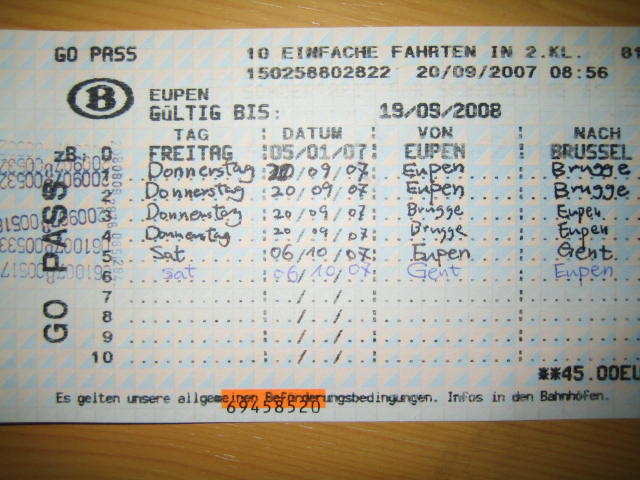 GO PASS 10 EINFACHE FAHRTEN IN 2.KL. 81
150258802822 20/09/2007 08:56
B EUPEN
GÜLTIG BIS: 19/09/2008
TAG DATUM VON NACH
zB. 0 FREITAG 05/01/07 EUPEN BRUSSEL
1 Donnerstag 20/09/07 Eupen Brugge
2 Donnerstag 20/09/07 Eupen Brugge
3 Donnerstag 20/09/07 Brugge Eupen
4 Donnerstag 20/09/07 Brugge Eupen
5 Sat 06/10/07 Eupen Gent
6 sat 06/10/07 Gent Eupen
7 / /
8 / /
9 / /
10 / /
GO PASS
**45.00EU
Es gelten unsere allgemeinen Beförderungsbedingungen. Infos in den Bahnhöfen.
69458520